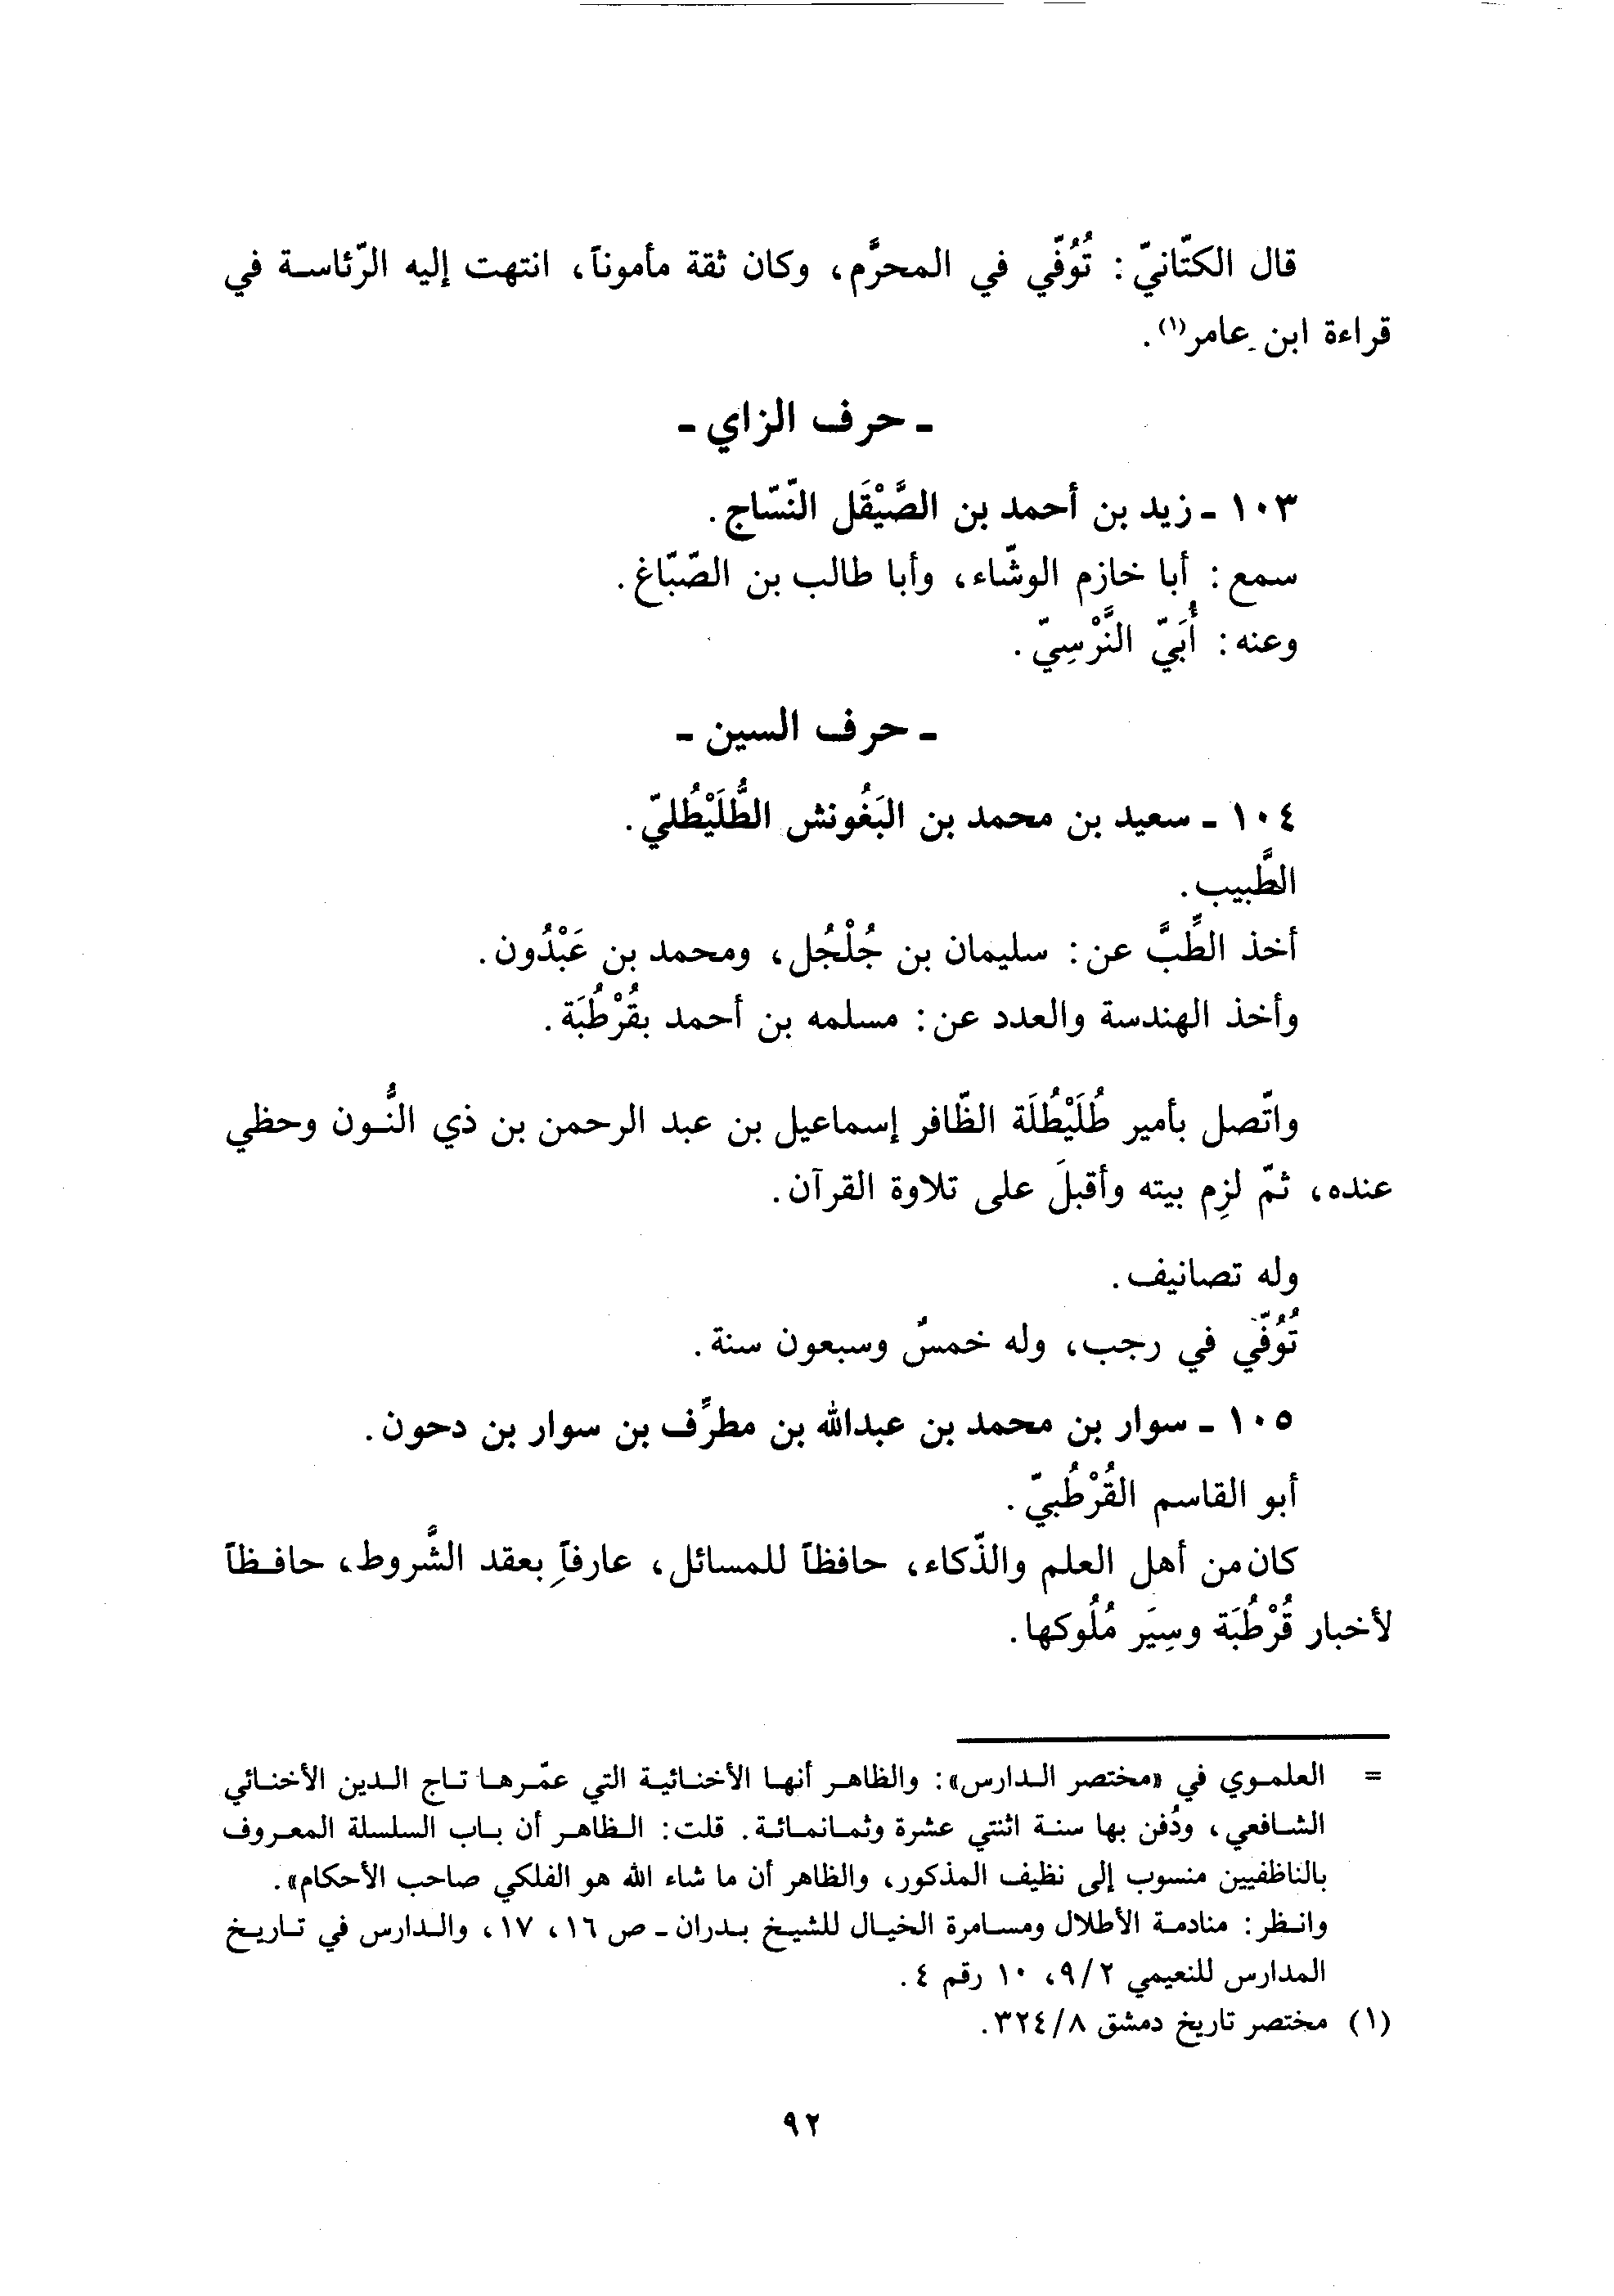 قال الكتّانيّ: تُوُفّي في المحرَّم، وكان ثقة مأموناً، انتهت إليه الرّئاسة في
قراءة ابن عامر(١).
ـ حرف الزاي ـ
١٠٣ ـ زيد بن أحمد بن الصَّيْقَل النّسّاج.
سمع: أبا خازم الوشّاء، وأبا طالب بن الصّبّاغ.
وعنه: أُبَيّ النَّرْسِيّ.
ـ حرف السين ـ
١٠٤ ـ سعيد بن محمد بن البَغُونش الطُّلَيْطُليّ.
الطَّبيب.
أخذ الطِّبَّ عن: سليمان بن جُلْجُل، ومحمد بن عَبْدُون.
وأخذ الهندسة والعدد عن: مسلمه بن أحمد بقُرْطُبَة.
واتّصل بأمير طُلَيْطُلَة الظّافر إسماعيل بن عبد الرحمن بن ذي النُّون وحظي
عنده، ثمّ لزِم بيته وأقبلَ على تلاوة القرآن.
وله تصانيف.
تُوُفّي في رجب، وله خمسٌ وسبعون سنة.
١٠٥ ـ سوار بن محمد بن عبدالله بن مطرِّف بن سوار بن دحون.
أبو القاسم القُرْطُبيّ.
كان من أهل العلم والذّكاء، حافظاً للمسائل، عارفاً بعقد الشَّروط، حافظاً
لأخبار قُرْطُبَة وسِيَر مُلُوكها.
= العلموي في «مختصر الدارس»: والظاهر أنها الأخنائية التي عمّرها تاج الدين الأخنائي
الشافعي، ودُفن بها سنة اثنتي عشرة وثمانمائة. قلت: الظاهر أن باب السلسلة المعروف
بالناظفيين منسوب إلى نظيف المذكور، والظاهر أن ما شاء الله هو الفلكي صاحب الأحكام».
وانظر: منادمة الأطلال ومسامرة الخيال للشيخ بدران ـ ص ١٦، ١٧، والدارس في تاريخ
المدارس للنعيمي ٩/٢، ١٠ رقم ٤.
(١) مختصر تاريخ دمشق ٣٢٤/٨.
٩٢